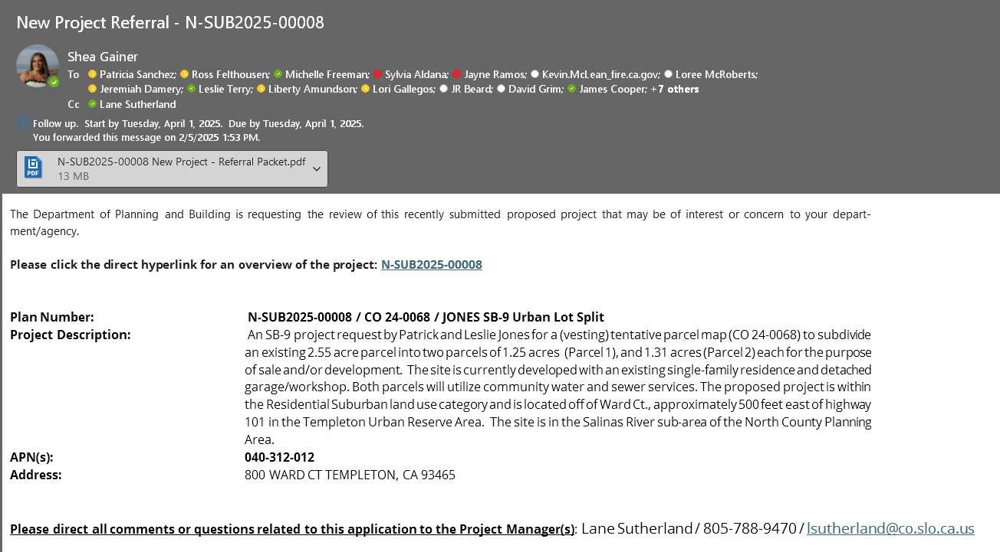 New Project Referral - N-SUB2025-00008
Shea Gainer
To Patricia Sanchez; Ross Felthousen; Michelle Freeman; Sylvia Aldana; Jayne Ramos; Kevin.McLean_fire.ca.gov; Loree McRoberts;
Jeremiah Damery; Leslie Terry; Liberty Amundson; Lori Gallegos; JR Beard; David Grim; James Cooper; +7 others
Cc Lane Sutherland
Follow up. Start by Tuesday, April 1, 2025. Due by Tuesday, April 1, 2025.
You forwarded this message on 2/5/2025 1:53 PM.
PDF
N-SUB2025-00008 New Project - Referral Packet.pdf
13 MB
The Department of Planning and Building is requesting the review of this recently submitted proposed project that may be of interest or concern to your depart-
ment/agency.
Please click the direct hyperlink for an overview of the project: N-SUB2025-00008
Plan Number: N-SUB2025-00008 / CO 24-0068 / JONES SB-9 Urban Lot Split
Project Description: An SB-9 project request by Patrick and Leslie Jones for a (vesting) tentative parcel map (CO 24-0068) to subdivide
an existing 2.55 acre parcel into two parcels of 1.25 acres (Parcel 1), and 1.31 acres (Parcel 2) each for the purpose
of sale and/or development. The site is currently developed with an existing single-family residence and detached
garage/workshop. Both parcels will utilize community water and sewer services. The proposed project is within
the Residential Suburban land use category and is located off of Ward Ct., approximately 500 feet east of highway
101 in the Templeton Urban Reserve Area. The site is in the Salinas River sub-area of the North County Planning
Area.
APN(s): 040-312-012
Address: 800 WARD CT TEMPLETON, CA 93465
Please direct all comments or questions related to this application to the Project Manager(s): Lane Sutherland / 805-788-9470 / lsutherland@co.slo.ca.us